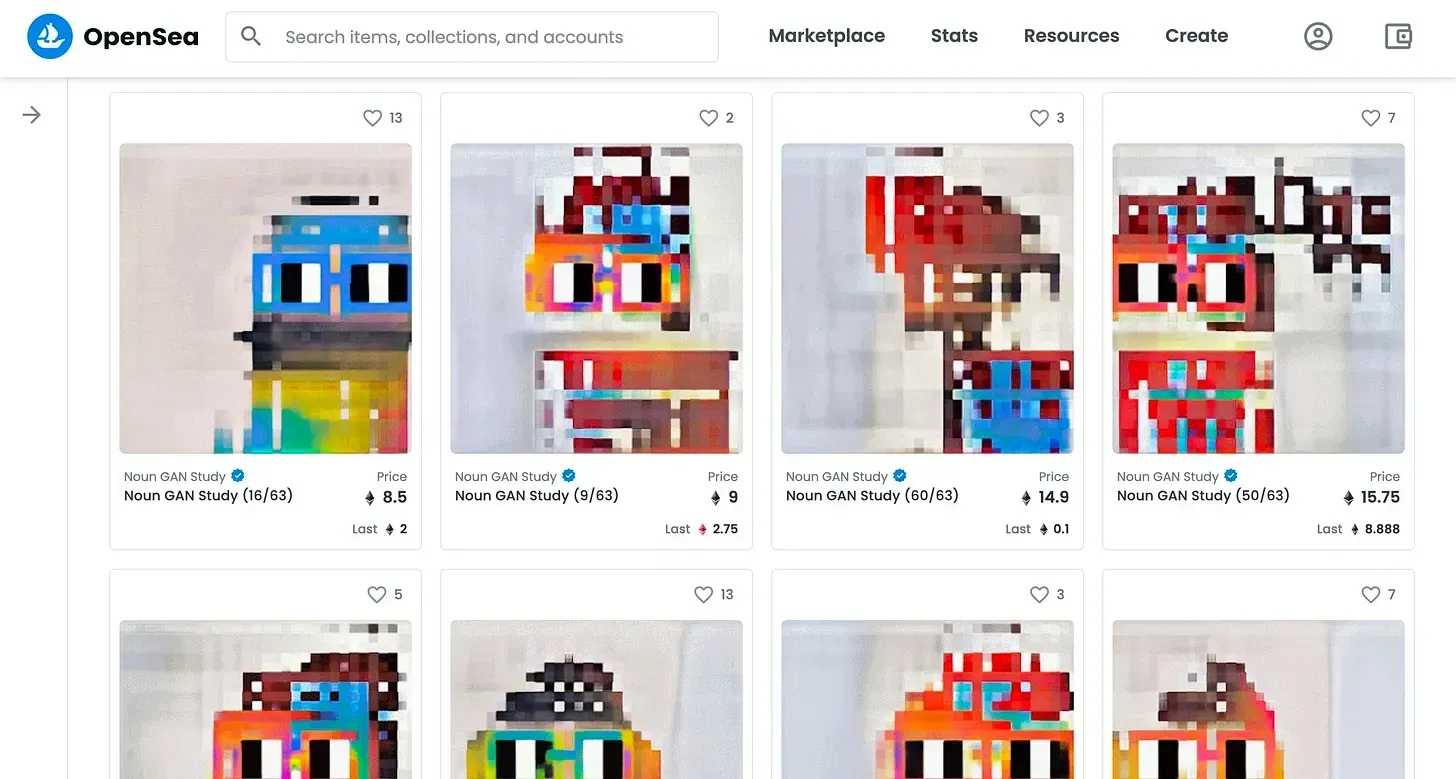 OpenSea
Search items, collections, and accounts
Marketplace
Stats
Resources
Create
13
Noun GAN Study
Price
Noun GAN Study (16/63)
8.5
Last 2
2
Noun GAN Study
Price
Noun GAN Study (9/63)
9
Last 2.75
3
Noun GAN Study
Price
Noun GAN Study (60/63)
14.9
Last 0.1
7
Noun GAN Study
Price
Noun GAN Study (50/63)
15.75
Last 8.888
5
13
3
7